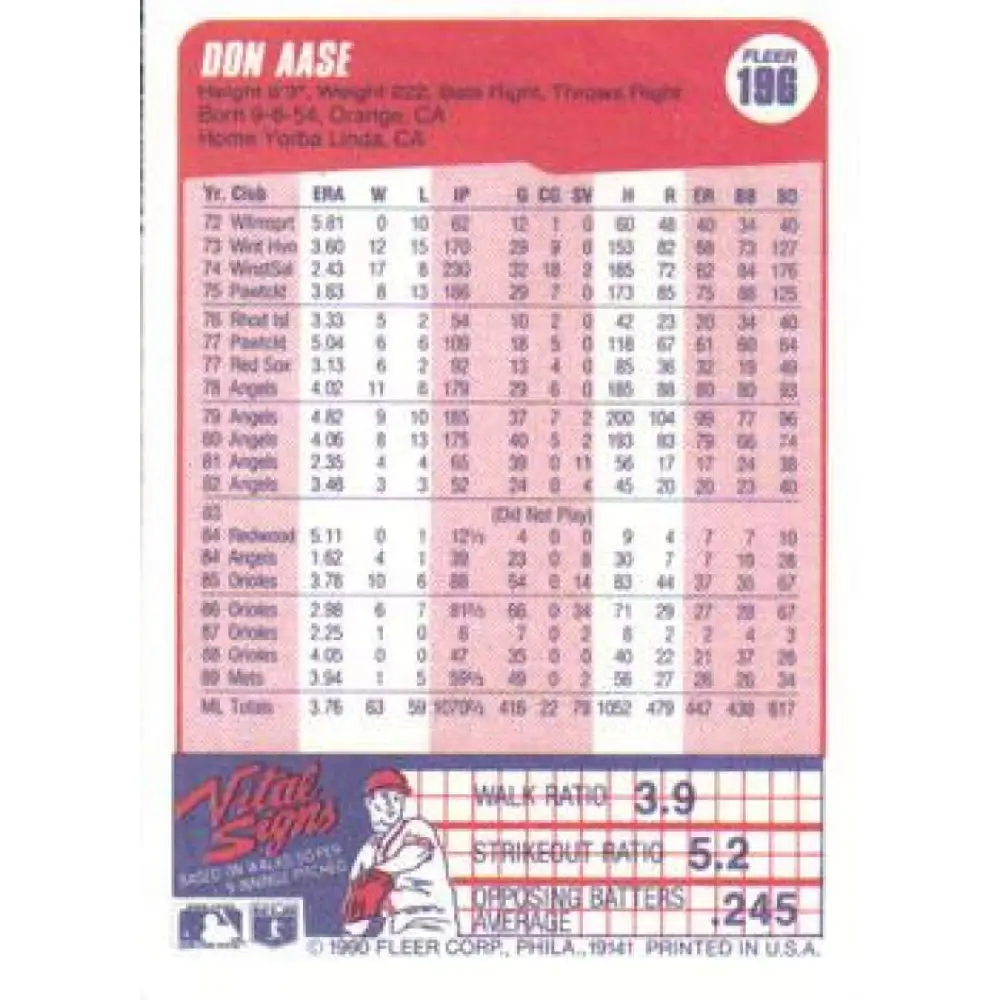 DON AASE
FLEER
196
Height 6'3", Weight 222, Bats Right, Throws Right
Born 9-8-54, Orange, CA
Home Yorba Linda, CA
Yr. Club ERA W L IP G CG SV H R ER BB SO
72 Wllmsprt 5.81 0 10 62 12 1 0 60 48 40 34 40
73 Wint Hvn 3.60 12 15 170 29 9 0 153 82 68 73 127
74 WinstSal 2.43 17 8 230 32 18 2 185 72 62 84 176
75 Pawtckt 3.63 8 13 186 29 7 0 173 85 75 88 125
76 Rhod Isl 3.33 5 2 54 10 2 0 42 23 20 34 40
77 Pawtckt 5.04 6 6 109 18 5 0 118 67 61 60 64
77 Red Sox 3.13 6 2 92 13 4 0 85 36 32 19 49
78 Angels 4.02 11 8 179 29 6 0 185 88 80 80 93
79 Angels 4.82 9 10 185 37 7 2 200 104 99 77 96
80 Angels 4.06 8 13 175 40 5 2 193 83 79 66 74
81 Angels 2.35 4 4 65 39 0 11 56 17 17 24 38
82 Angels 3.46 3 3 52 24 0 4 45 20 20 23 40
83 (Did Not Play)
84 Redwood 5.11 0 1 12⅓ 4 0 0 9 4 7 7 10
84 Angels 1.62 4 1 39 23 0 8 30 7 7 19 28
85 Orioles 3.78 10 6 88 54 0 14 83 44 37 35 67
86 Orioles 2.98 6 7 81⅔ 66 0 34 71 29 27 28 67
87 Orioles 2.25 1 0 8 7 0 2 8 2 2 4 3
88 Orioles 4.05 0 0 47 35 0 0 40 22 21 37 28
89 Mets 3.94 1 5 59⅓ 49 0 2 56 27 26 26 34
ML Totals 3.76 63 59 1070⅔ 416 22 79 1052 479 447 438 617
Vital Signs
BASED ON WALKS, SO PER
9 INNINGS PITCHED
WALK RATIO 3.9
STRIKEOUT RATIO 5.2
OPPOSING BATTERS
AVERAGE .245
© 1990 FLEER CORP., PHILA., 19141 PRINTED IN U.S.A.